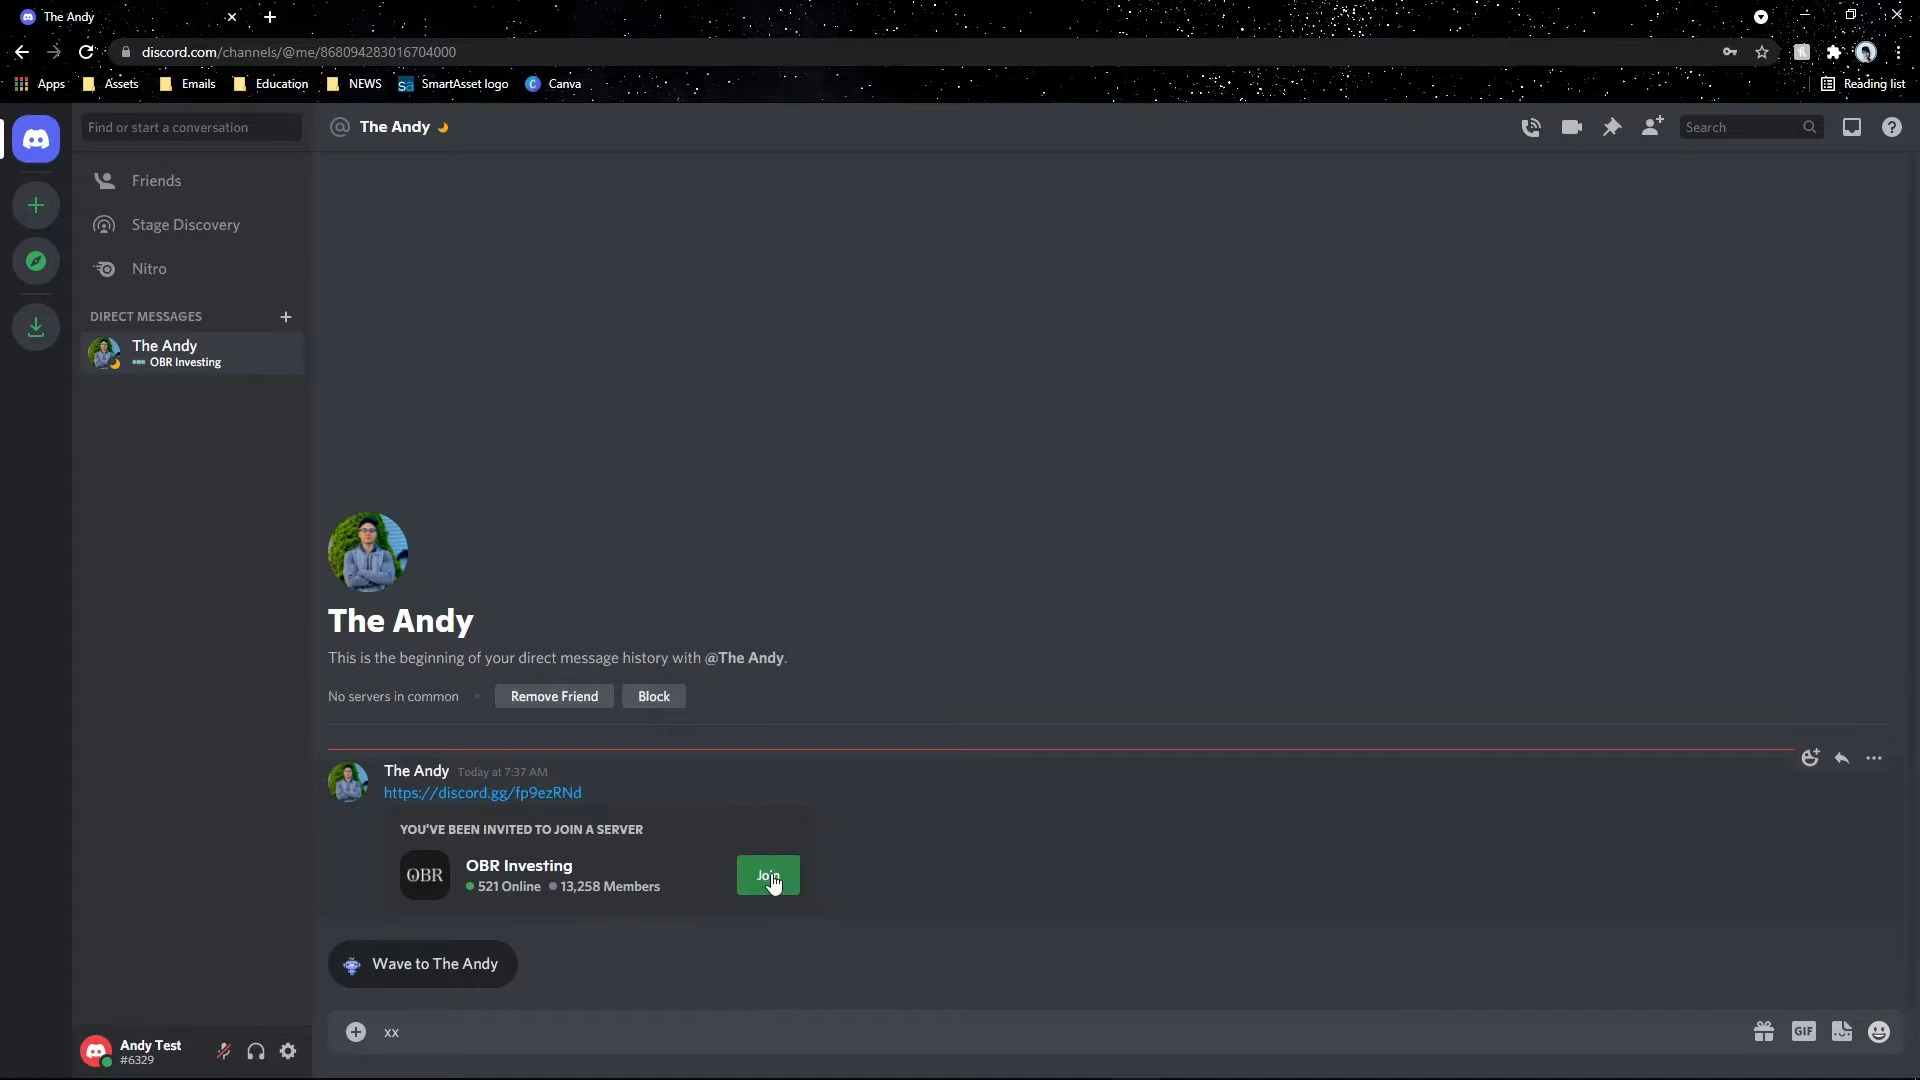 The Andy
discord.com/channels/@me/868094283016704000
Apps Assets Emails Education NEWS SmartAsset logo Canva Reading list
Find or start a conversation
The Andy
Search
Friends
Stage Discovery
Nitro
DIRECT MESSAGES
The Andy
OBR Investing
The Andy
This is the beginning of your direct message history with @The Andy.
No servers in common Remove Friend Block
The Andy Today at 7:37 AM
https://discord.gg/fp9ezRNd
YOU'VE BEEN INVITED TO JOIN A SERVER
OBR
OBR Investing
521 Online 13,258 Members
Join
Wave to The Andy
xx
GIF
Andy Test
#6329